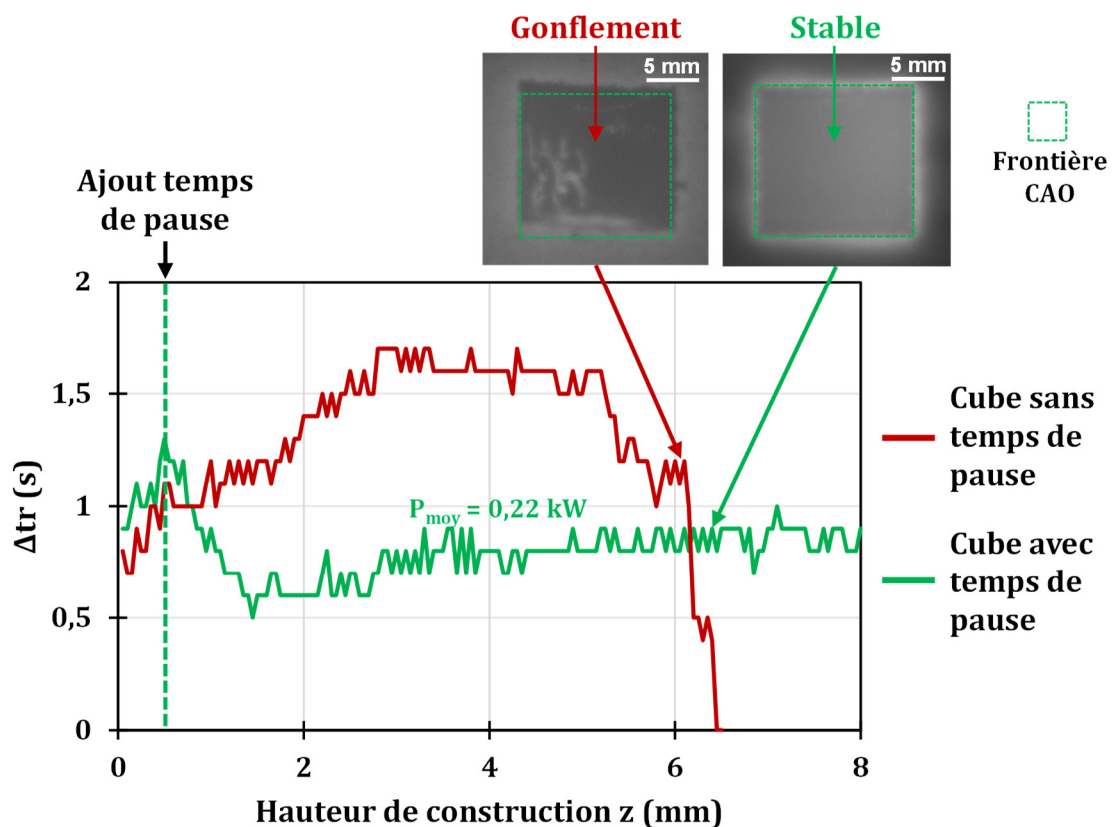 Gonflement
Stable
5 mm
5 mm
Frontière
CAO
Ajout temps
de pause
2
1,5
1
0,5
0
Δtr (s)
P_moy = 0,22 kW
0
2
4
6
8
Hauteur de construction z (mm)
Cube sans
temps de
pause
Cube avec
temps de
pause